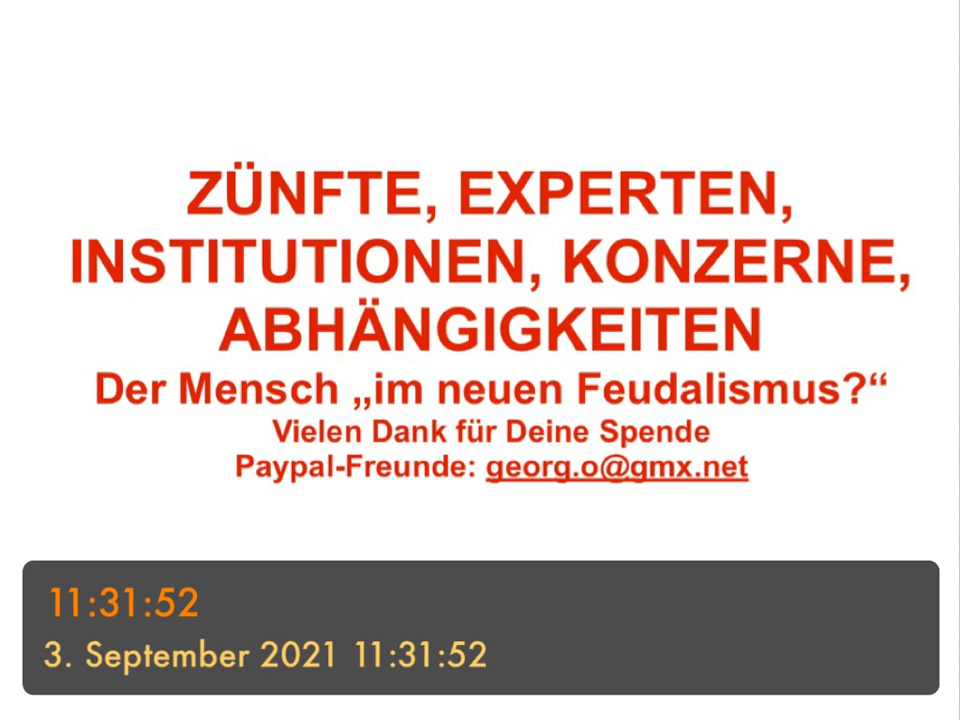 ZÜNFTE, EXPERTEN,
INSTITUTIONEN, KONZERNE,
ABHÄNGIGKEITEN
Der Mensch „im neuen Feudalismus?“
Vielen Dank für Deine Spende
Paypal-Freunde: georg.o@gmx.net
11:31:52
3. September 2021 11:31:52